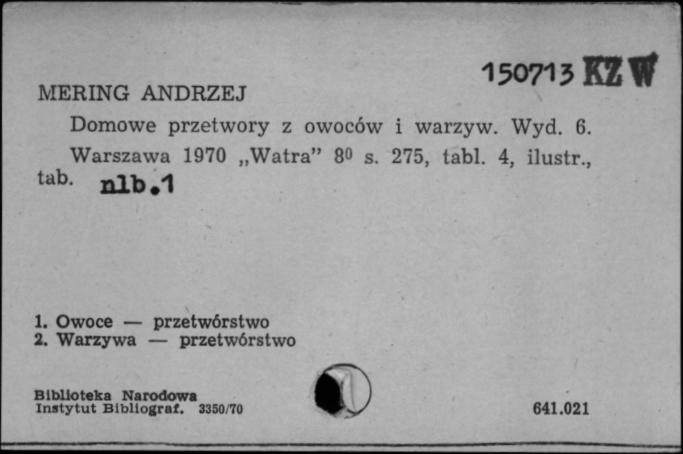 150713 KZ W
MERING ANDRZEJ
Domowe przetwory z owoców i warzyw. Wyd. 6.
Warszawa 1970 „Watra” 8⁰ s. 275, tabl. 4, ilustr.,
tab. nlb.1
1. Owoce — przetwórstwo
2. Warzywa — przetwórstwo
Biblioteka Narodowa
Instytut Bibliograf. 3350/70
641.021